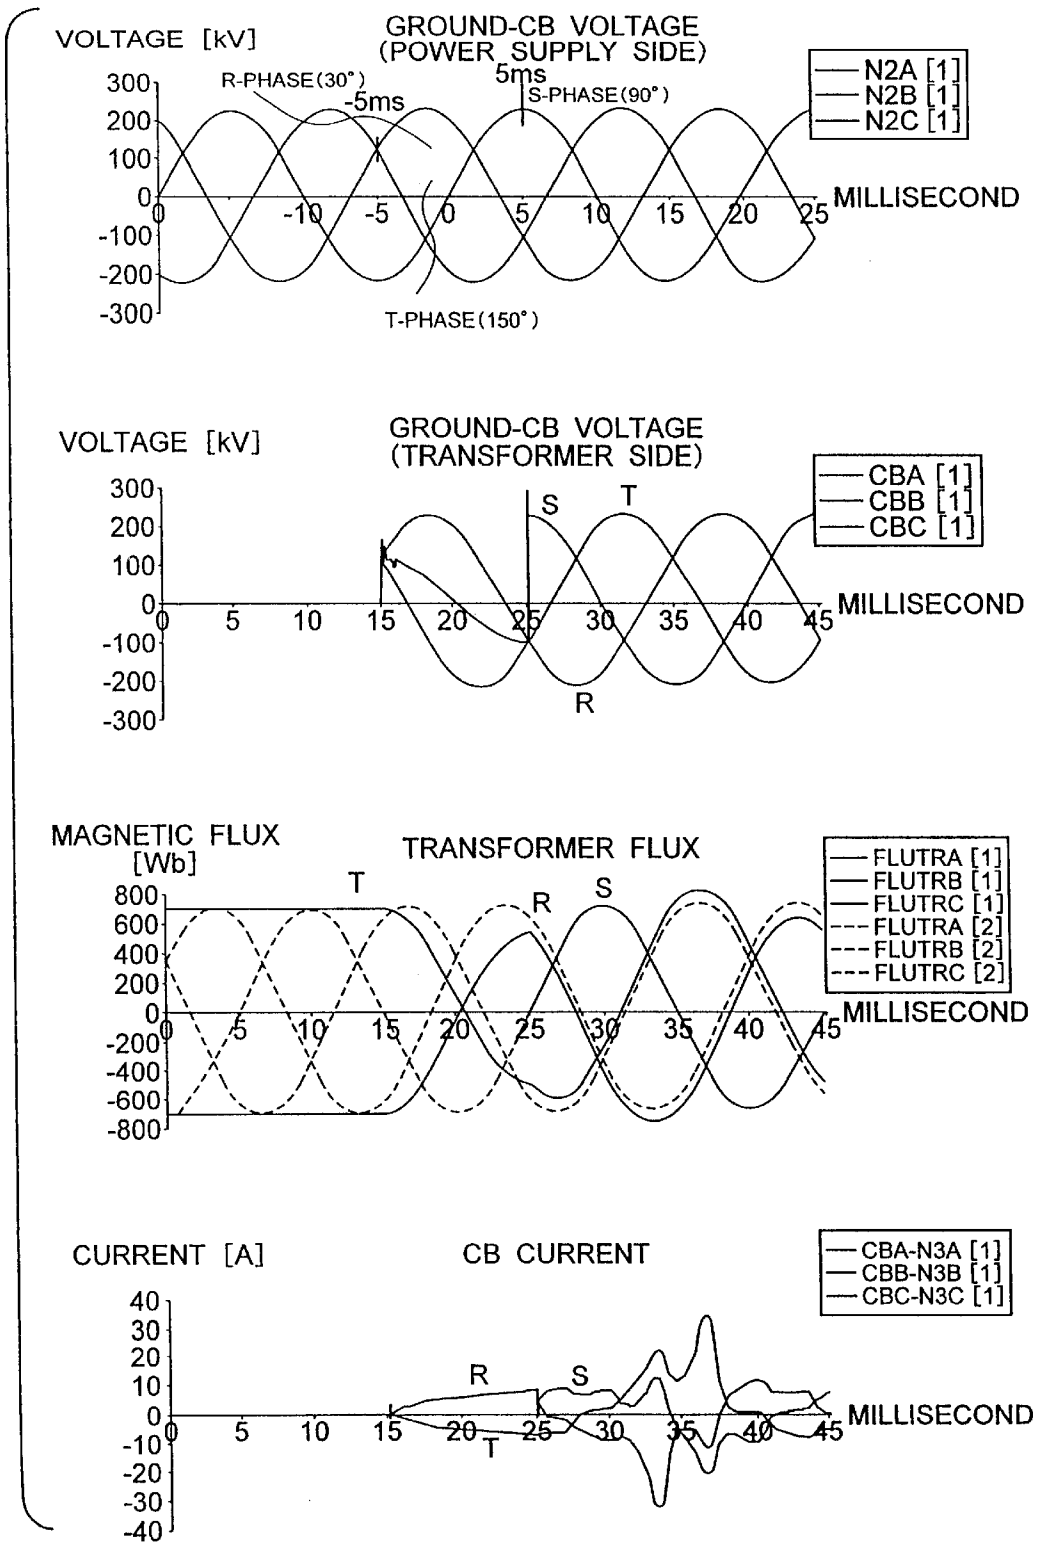 GROUND-CB VOLTAGE
(POWER SUPPLY SIDE)
VOLTAGE [kV]
300
200
100
0
-100
-200
-300
R-PHASE(30°)
-5ms
5ms
S-PHASE(90°)
T-PHASE(150°)
N2A [1]
N2B [1]
N2C [1]
0 -10 -5 0 5 10 15 20 25
MILLISECOND
GROUND-CB VOLTAGE
(TRANSFORMER SIDE)
VOLTAGE [kV]
300
200
100
0
-100
-200
-300
S T
R
CBA [1]
CBB [1]
CBC [1]
0 5 10 15 20 25 30 35 40 45
MILLISECOND
MAGNETIC FLUX
[Wb]
TRANSFORMER FLUX
800
600
400
200
0
-200
-400
-600
-800
T R S
FLUTRA [1]
FLUTRB [1]
FLUTRC [1]
FLUTRA [2]
FLUTRB [2]
FLUTRC [2]
0 5 10 15 20 25 30 35 40 45
MILLISECOND
CURRENT [A]
CB CURRENT
40
30
20
10
0
-10
-20
-30
-40
R S
T
CBA-N3A [1]
CBB-N3B [1]
CBC-N3C [1]
0 5 10 15 20 25 30 35 40 45
MILLISECOND